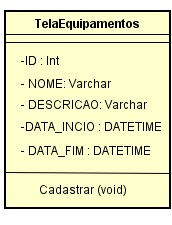 TelaEquipamentos
-ID : Int
- NOME: Varchar
- DESCRICAO: Varchar
-DATA_INCIO : DATETIME
- DATA_FIM : DATETIME
Cadastrar (void)